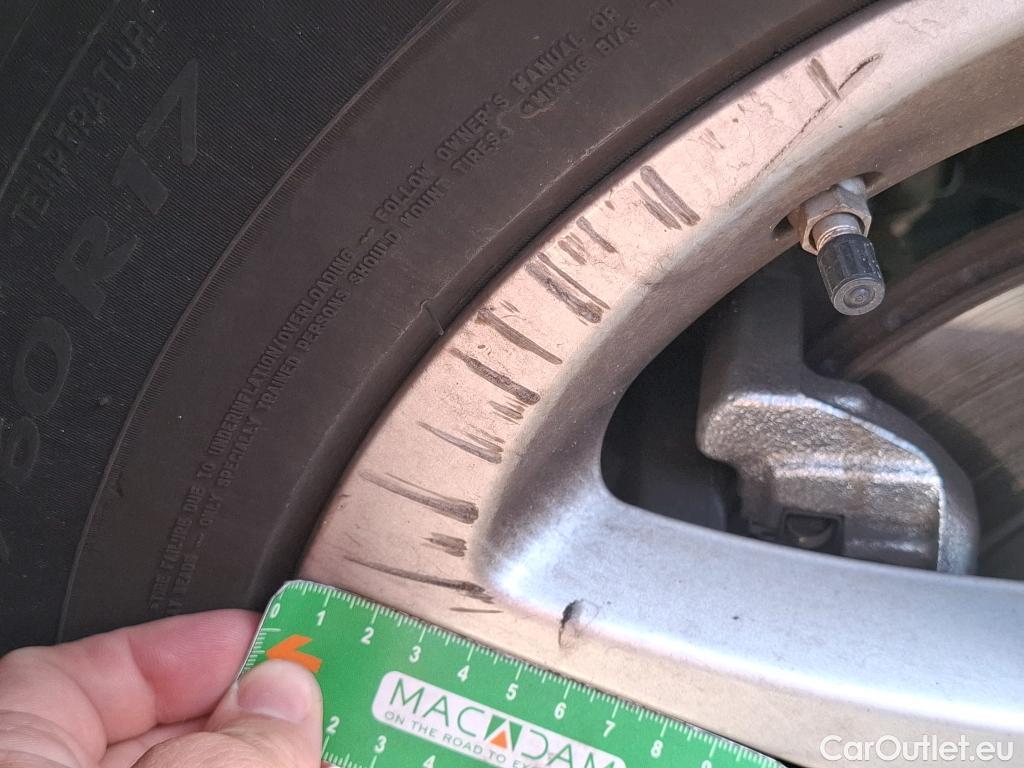 TEMPERATURE
50 R 17
TIRE FAILURE DUE TO UNDERINFLATION/OVERLOADING - FOLLOW OWNER'S MANUAL OR
ONLY SPECIALLY TRAINED PERSONS SHOULD MOUNT TIRES. MIXING BIAS
0 1 2 3 4 5 6 7 8 9
MACADAM
ON THE ROAD TO
2 3 4
CarOutlet.eu